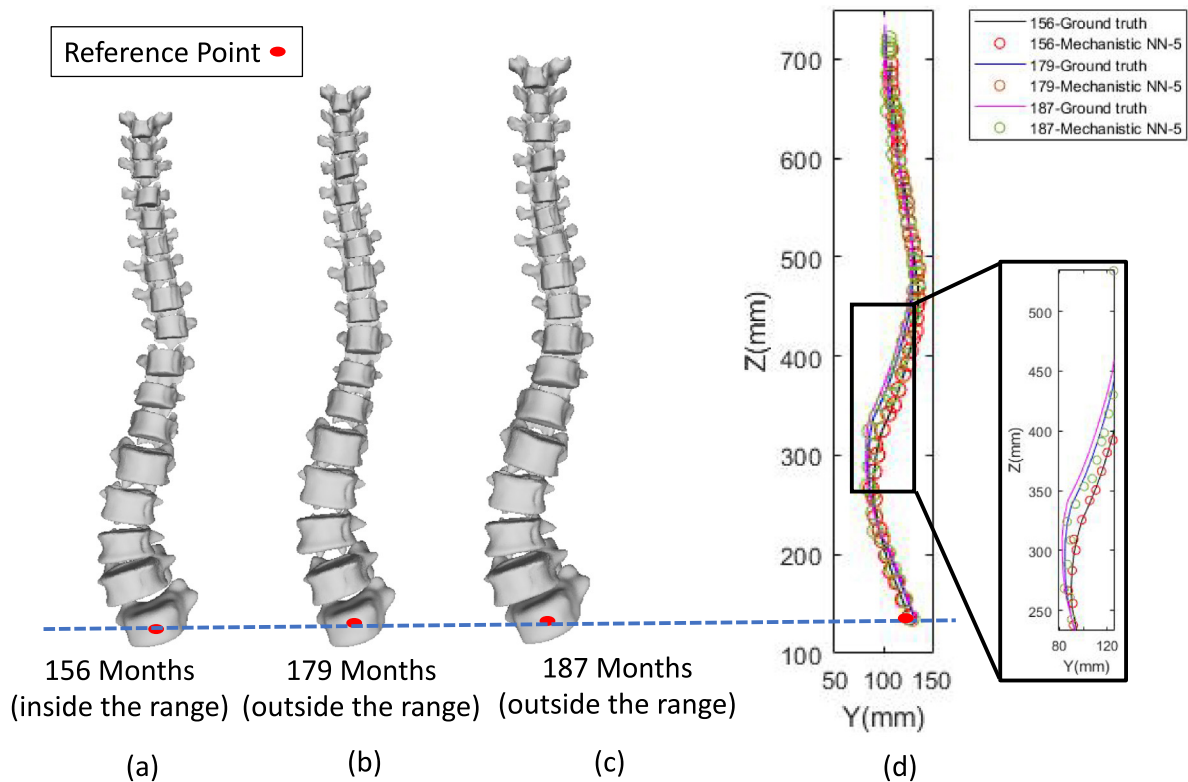 Reference Point
156 Months
(inside the range)
(a)
179 Months
(outside the range)
(b)
187 Months
(outside the range)
(c)
156-Ground truth
156-Mechanistic NN-5
179-Ground truth
179-Mechanistic NN-5
187-Ground truth
187-Mechanistic NN-5
Z(mm)
700
600
500
400
300
200
100
50 100 150
Y(mm)
(d)
Z(mm)
500
450
400
350
300
250
80 120
Y(mm)